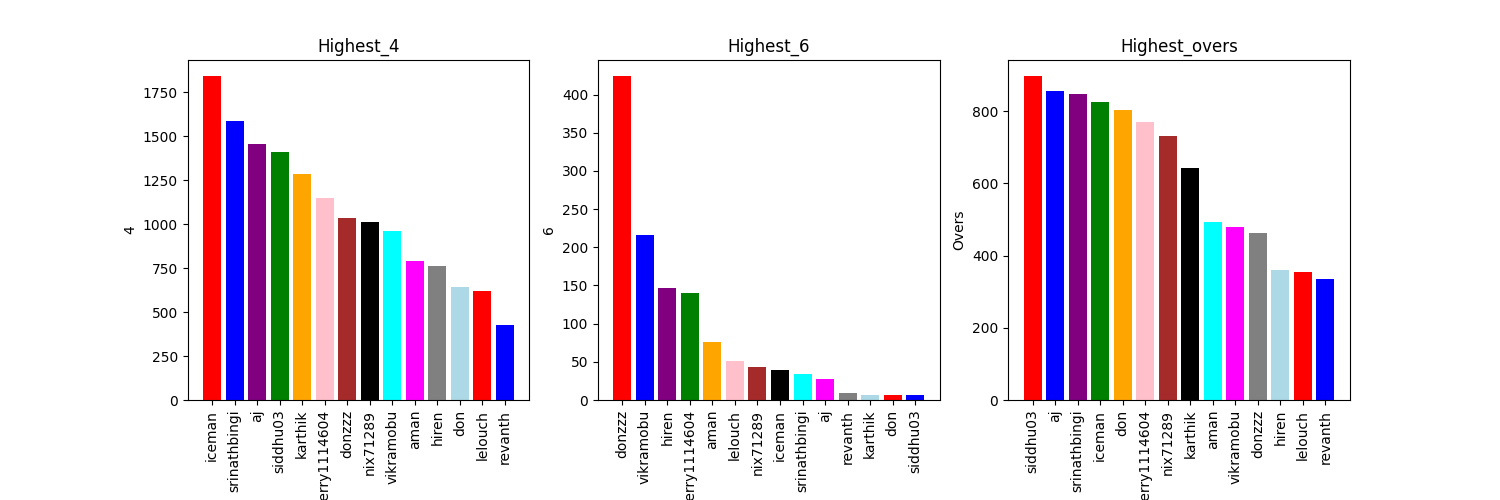 Highest_4
4
1750
1500
1250
1000
750
500
250
0
iceman
srinathbingi
aj
siddhu03
karthik
erry1114604
donzzz
nix71289
vikramobu
aman
hiren
don
lelouch
revanth
Highest_6
6
400
350
300
250
200
150
100
50
0
donzzz
vikramobu
hiren
erry1114604
aman
lelouch
nix71289
iceman
srinathbingi
aj
revanth
karthik
don
siddhu03
Highest_overs
Overs
800
600
400
200
0
siddhu03
aj
srinathbingi
iceman
don
erry1114604
nix71289
karthik
aman
vikramobu
donzzz
hiren
lelouch
revanth